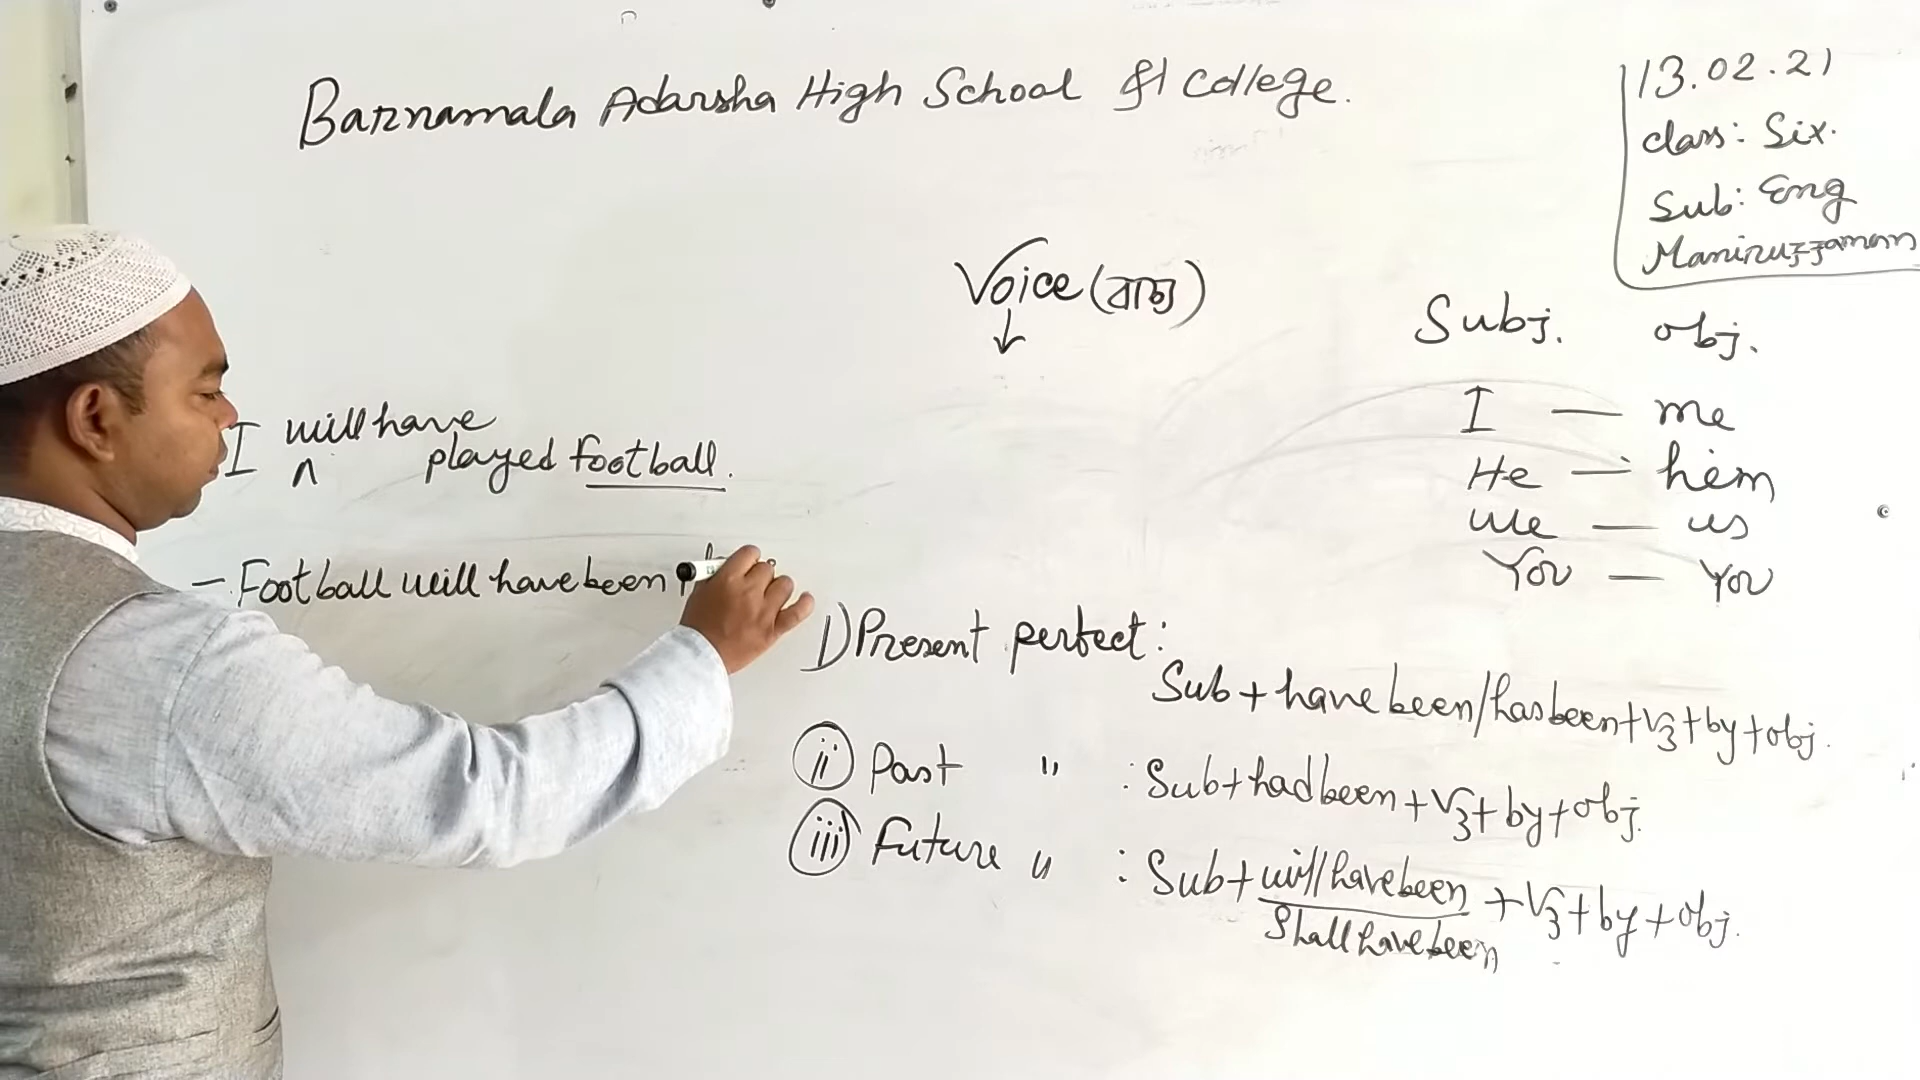 Barnamala Adarsha High School & College.
13.02.21
class: Six.
Sub: Eng
Maniruzzaman
Voice (বাচ্য)
↓
Subj. obj.
I — me
He — him
We — us
You — You
I will have
^ played football.
– Football will have been
1) Present perfect:
Sub + have been/has been + V3 + by + obj.
ii) Past " : Sub + had been + V3 + by + obj.
iii) Future " : Sub + will have been + V3 + by + obj.
Shall have been